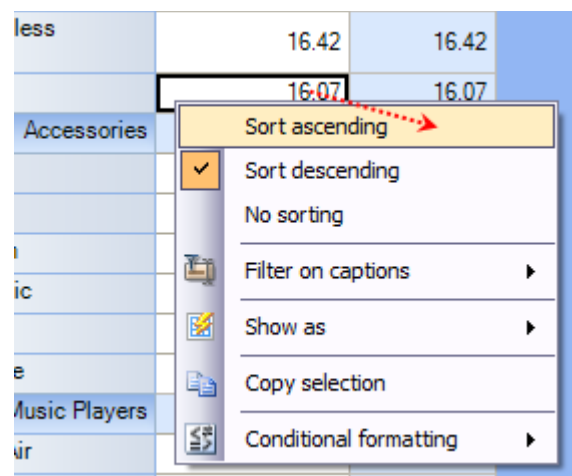 less
16.42 16.42
16.07 16.07
Accessories
Sort ascending
Sort descending
No sorting
Filter on captions
ic
Show as
e
Copy selection
Music Players
Conditional formatting
Air